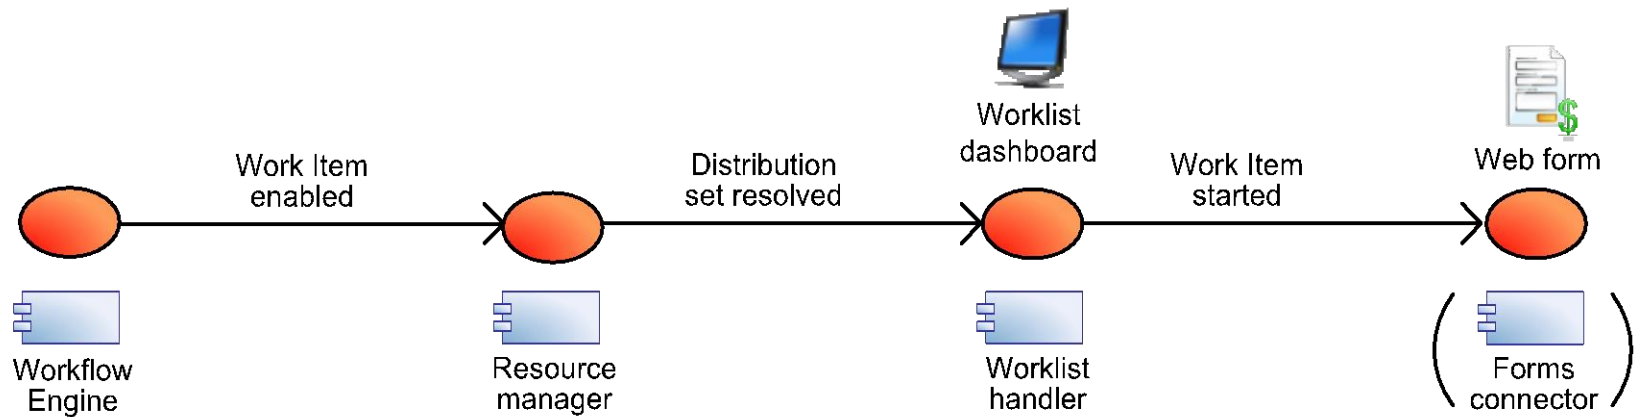 Worklist
dashboard
Web form
Work Item
enabled
Distribution
set resolved
Work Item
started
$
Workflow
Engine
Resource
manager
Worklist
handler
Forms
connector